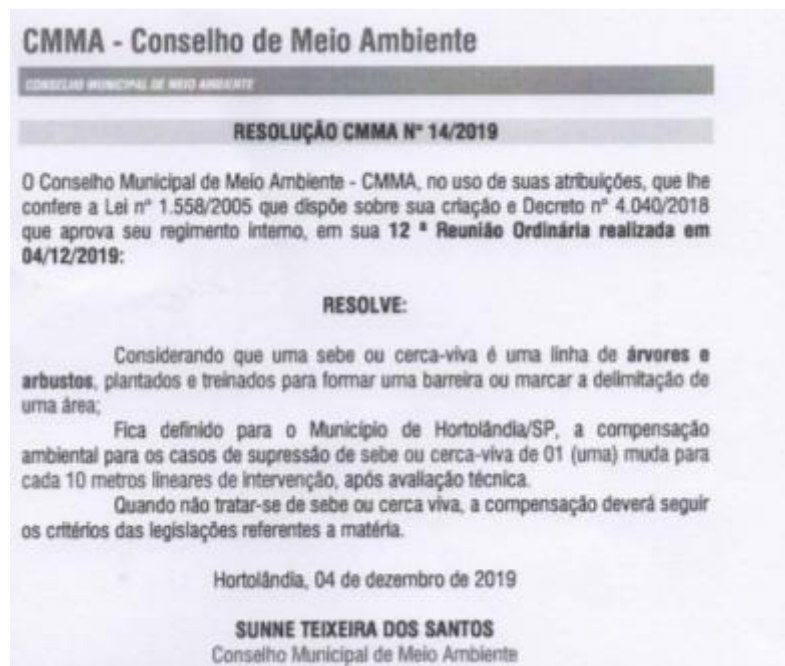 CMMA - Conselho de Meio Ambiente
CONSELHO MUNICIPAL DE MEIO AMBIENTE
RESOLUÇÃO CMMA Nº 14/2019
O Conselho Municipal de Meio Ambiente - CMMA, no uso de suas atribuições, que lhe
confere a Lei nº 1.558/2005 que dispõe sobre sua criação e Decreto nº 4.040/2018
que aprova seu regimento interno, em sua 12 ª Reunião Ordinária realizada em
04/12/2019:
RESOLVE:
Considerando que uma sebe ou cerca-viva é uma linha de árvores e
arbustos, plantados e treinados para formar uma barreira ou marcar a delimitação de
uma área;
Fica definido para o Município de Hortolândia/SP, a compensação
ambiental para os casos de supressão de sebe ou cerca-viva de 01 (uma) muda para
cada 10 metros lineares de intervenção, após avaliação técnica.
Quando não tratar-se de sebe ou cerca viva, a compensação deverá seguir
os critérios das legislações referentes a matéria.
Hortolândia, 04 de dezembro de 2019
SUNNE TEIXEIRA DOS SANTOS
Conselho Municipal de Meio Ambiente